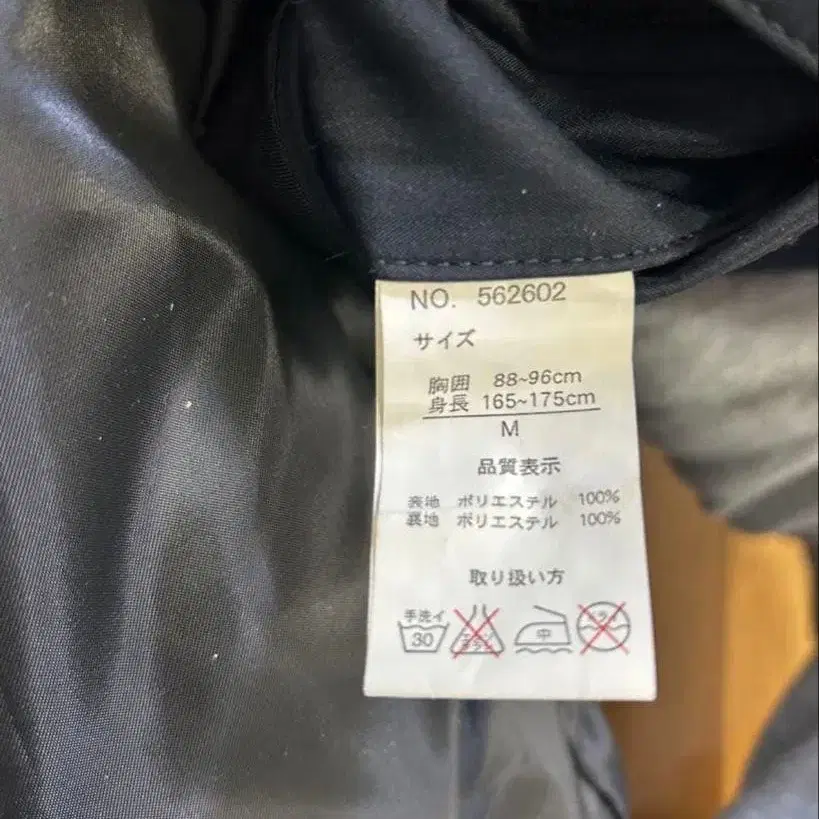 NO. 562602
サイズ
胸囲 88~96cm
身長 165~175cm
M
品質表示
表地 ポリエステル 100%
裏地 ポリエステル 100%
取り扱い方
手洗イ
30
中